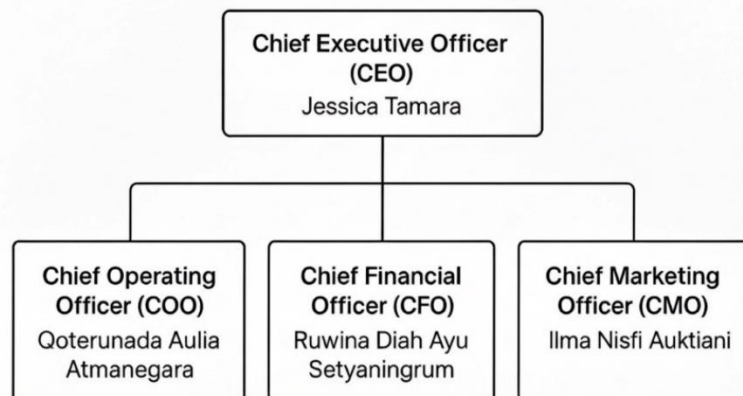 Chief Executive Officer
(CEO)
Jessica Tamara
Chief Operating
Officer (COO)
Qoterunada Aulia
Atmanegara
Chief Financial
Officer (CFO)
Ruwina Diah Ayu
Setyaningrum
Chief Marketing
Officer (CMO)
Ilma Nisfi Auktiani